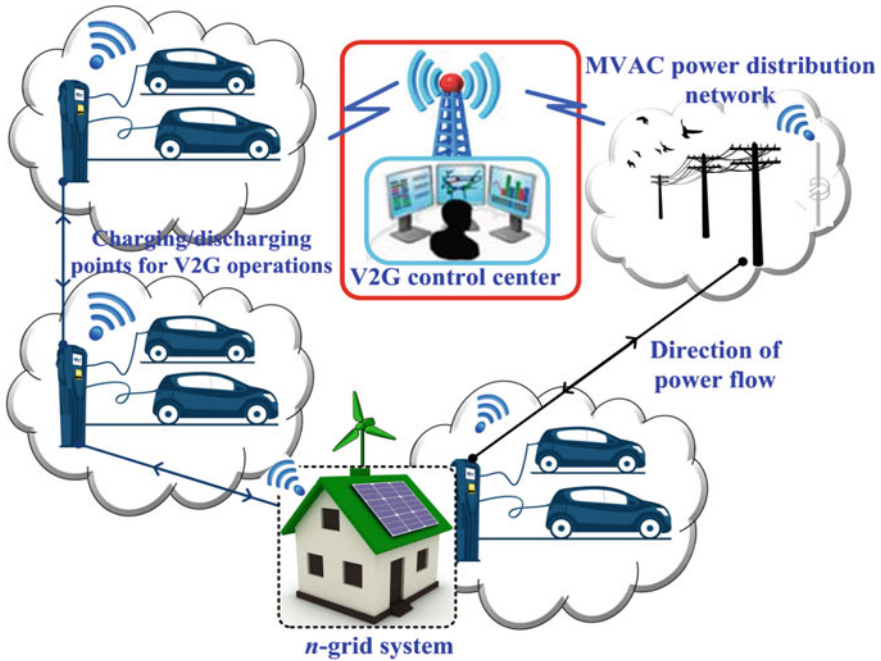 MVAC power distribution
network
Charging/discharging
points for V2G operations
V2G control center
Direction of
power flow
n-grid system